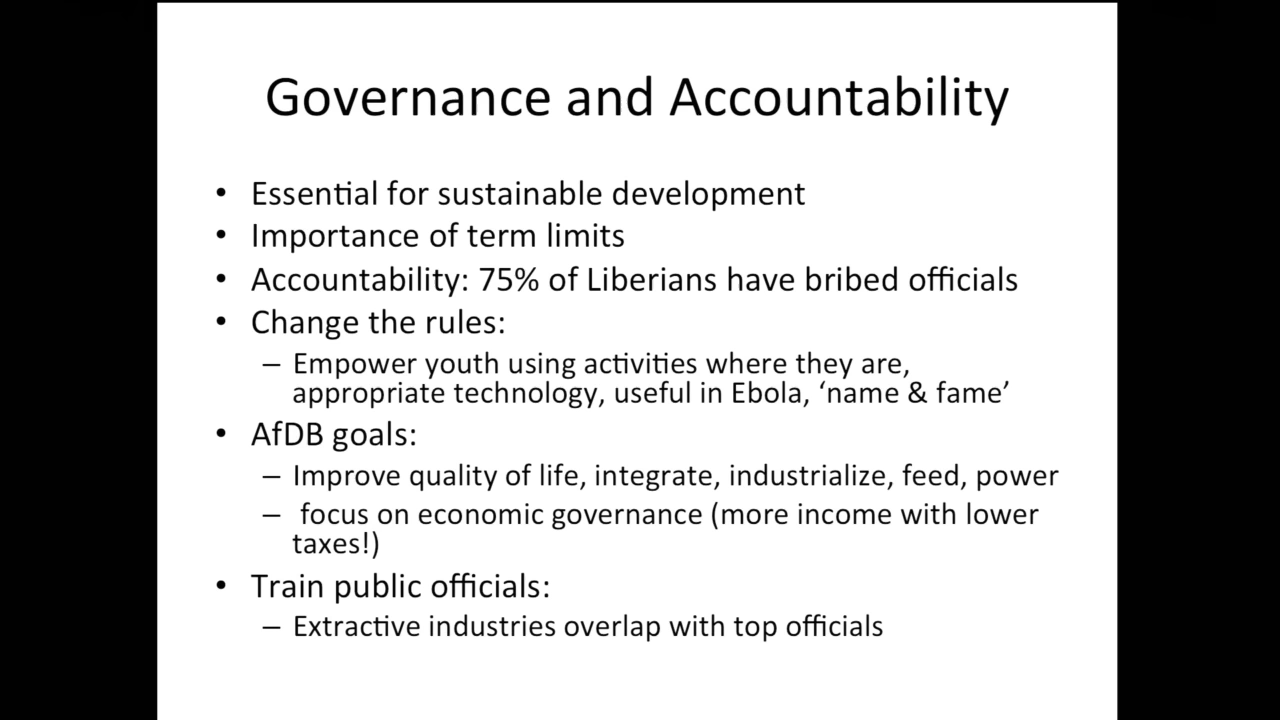 Governance and Accountability
• Essential for sustainable development
• Importance of term limits
• Accountability: 75% of Liberians have bribed officials
• Change the rules:
– Empower youth using activities where they are,
appropriate technology, useful in Ebola, ‘name & fame’
• AfDB goals:
– Improve quality of life, integrate, industrialize, feed, power
– focus on economic governance (more income with lower
taxes!)
• Train public officials:
– Extractive industries overlap with top officials